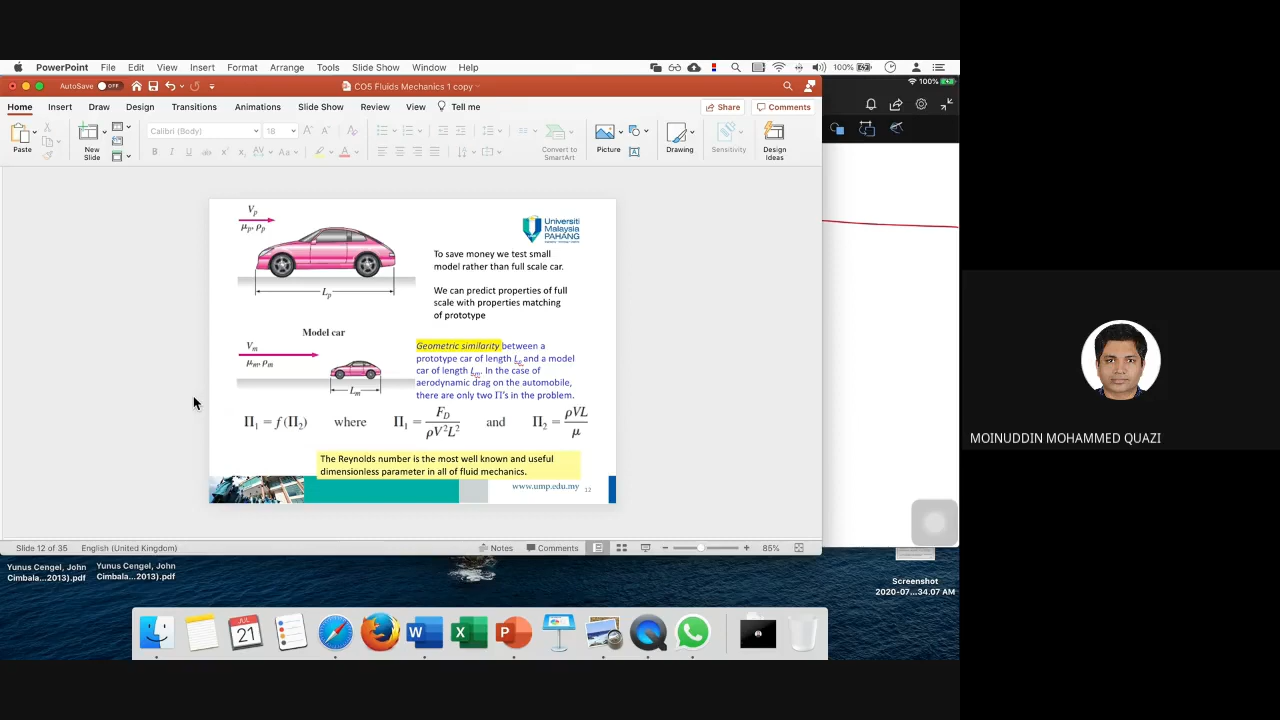 PowerPoint File Edit View Insert Format Arrange Tools Slide Show Window Help 100%
AutoSave OFF CO5 Fluids Mechanics 1 copy
100%
Home Insert Draw Design Transitions Animations Slide Show Review View Tell me Share Comments
Calibri (Body) 18
Paste New Slide Convert to SmartArt Picture Drawing Sensitivity Design Ideas
Vp
μp, ρp
Lp
Universiti
Malaysia
PAHANG
To save money we test small
model rather than full scale car.
We can predict properties of full
scale with properties matching
of prototype
Model car
Vm
μm, ρm
Lm
Geometric similarity between a
prototype car of length Lp and a model
car of length Lm. In the case of
aerodynamic drag on the automobile,
there are only two Π's in the problem.
Π1 = f (Π2) where Π1 = FD / ρV²L² and Π2 = ρVL / μ
The Reynolds number is the most well known and useful
dimensionless parameter in all of fluid mechanics.
www.ump.edu.my 12
Slide 12 of 35 English (United Kingdom) Notes Comments 85%
Yunus Cengel, John
Cimbala...2013).pdf
Yunus Cengel, John
Cimbala...2013).pdf
Screenshot
2020-07...34.07 AM
JUL
21
MOINUDDIN MOHAMMED QUAZI